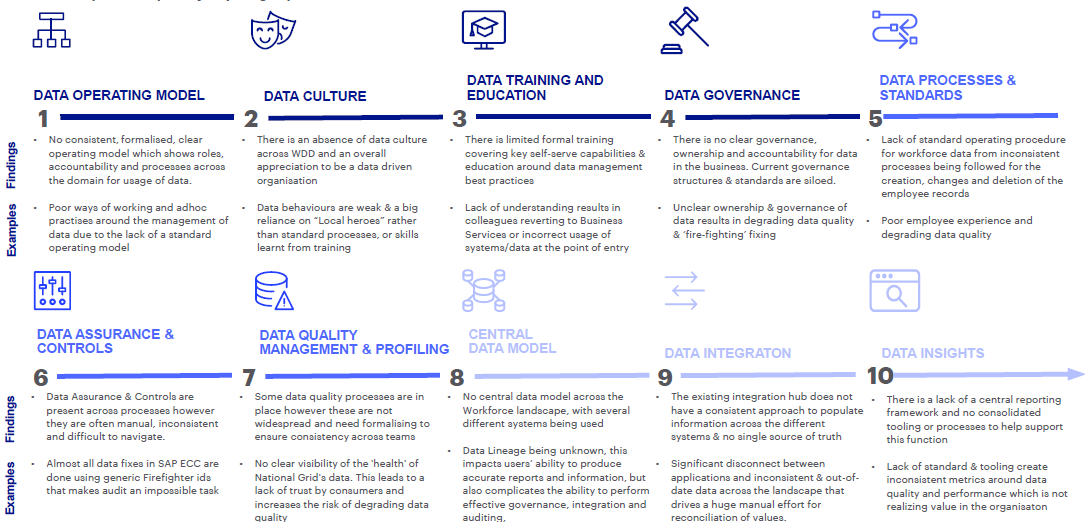 DATA OPERATING MODEL
1
Findings
• No consistent, formalised, clear
operating model which shows roles,
accountability and processes across
the domain for usage of data.
Examples
• Poor ways of working and adhoc
practises around the management of
data due to the lack of a standard
operating model
DATA CULTURE
2
• There is an absence of data culture
across WDD and an overall
appreciation to be a data driven
organisation
• Data behaviours are weak & a big
reliance on “Local heroes” rather
than standard processes, or skills
learnt from training
DATA TRAINING AND
EDUCATION
3
• There is limited formal training
covering key self-serve capabilities &
education around data management
best practices
• Lack of understanding results in
colleagues reverting to Business
Services or incorrect usage of
systems/data at the point of entry
DATA GOVERNANCE
4
• There is no clear governance,
ownership and accountability for data
in the business. Current governance
structures & standards are siloed.
• Unclear ownership & governance of
data results in degrading data quality
& ‘fire-fighting’ fixing
DATA PROCESSES &
STANDARDS
5
• Lack of standard operating procedure
for workforce data from inconsistent
processes being followed for the
creation, changes and deletion of the
employee records
• Poor employee experience and
degrading data quality
DATA ASSURANCE &
CONTROLS
6
Findings
• Data Assurance & Controls are
present across processes however
they are often manual, inconsistent
and difficult to navigate.
Examples
• Almost all data fixes in SAP ECC are
done using generic Firefighter ids
that makes audit an impossible task
DATA QUALITY
MANAGEMENT & PROFILING
7
• Some data quality processes are in
place however these are not
widespread and need formalising to
ensure consistency across teams
• No clear visibility of the 'health' of
National Grid's data. This leads to a
lack of trust by consumers and
increases the risk of degrading data
quality
CENTRAL
DATA MODEL
8
• No central data model across the
Workforce landscape, with several
different systems being used
• Data Lineage being unknown, this
impacts users’ ability to produce
accurate reports and information, but
also complicates the ability to perform
effective governance, integration and
auditing,
DATA INTEGRATON
9
• The existing integration hub does not
have a consistent approach to populate
information across the different
systems & no single source of truth
• Significant disconnect between
applications and inconsistent & out-of-
date data across the landscape that
drives a huge manual effort for
reconciliation of values.
DATA INSIGHTS
10
• There is a lack of a central reporting
framework and no consolidated
tooling or processes to help support
this function
• Lack of standard & tooling create
inconsistent metrics around data
quality and performance which is not
realizing value in the organisaton